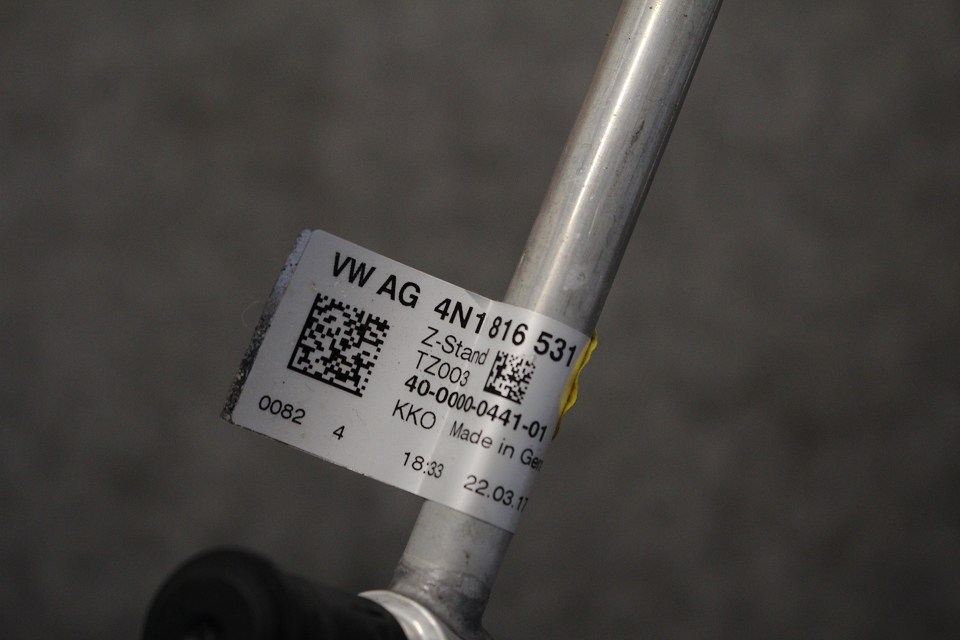 VW AG 4N1 816 531
Z-Stand
TZ003
40-0000-0441-01
0082 4 KKO Made in
18:33 22.03.17